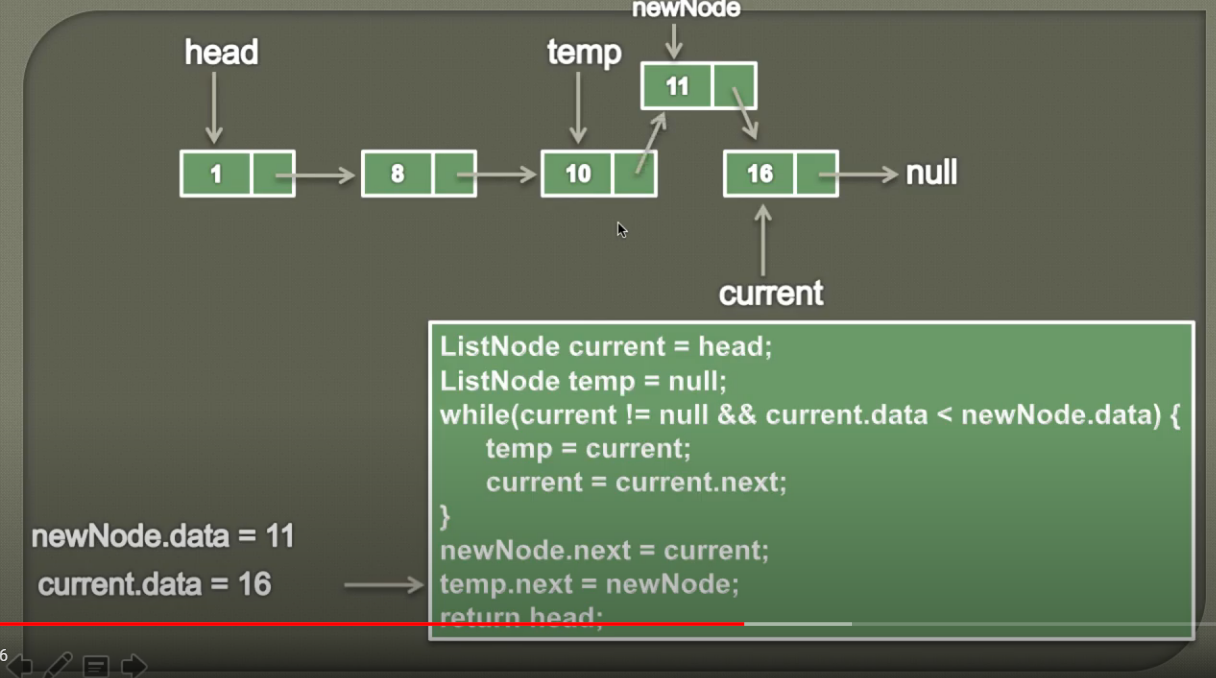 newNode
head
temp
11
1
8
10
16
null
current
ListNode current = head;
ListNode temp = null;
while(current != null && current.data < newNode.data) {
temp = current;
current = current.next;
}
newNode.next = current;
temp.next = newNode;
return head;
newNode.data = 11
current.data = 16
6